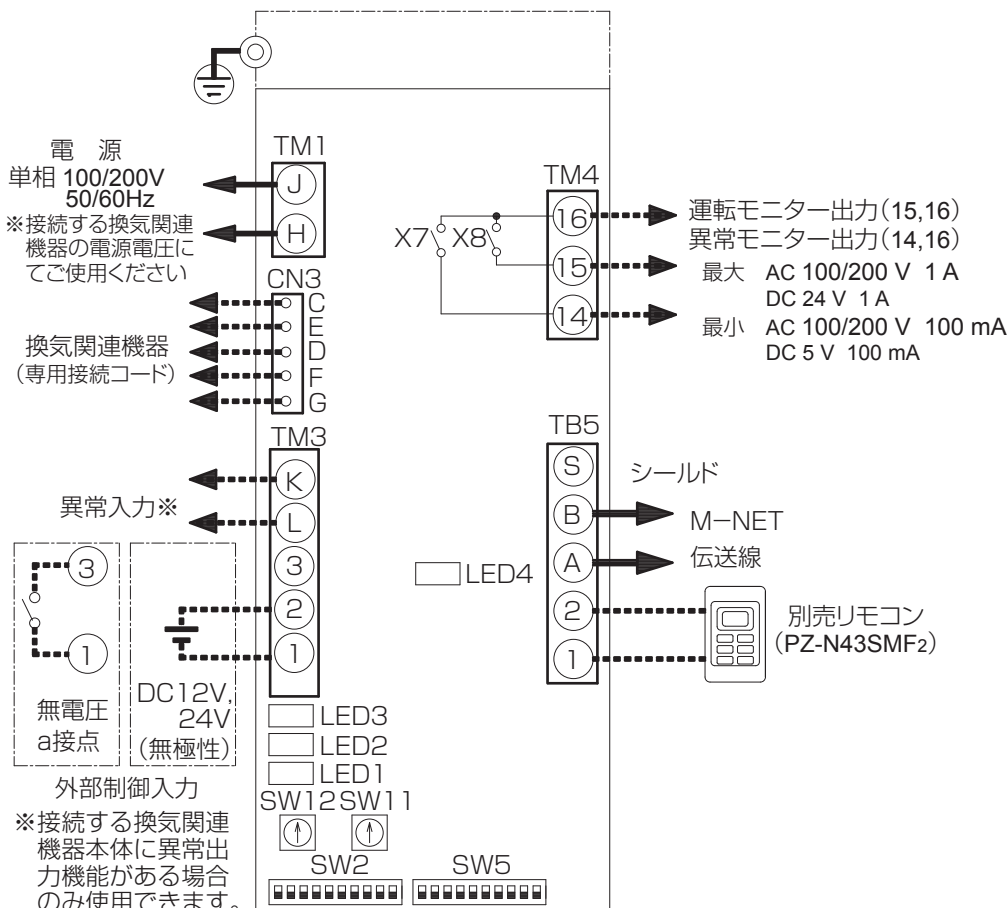 電 源
単相 100/200V
50/60Hz
※接続する換気関連
機器の電源電圧に
てご使用ください
TM1
J
H
CN3
C
E
D
F
G
換気関連機器
(専用接続コード)
TM3
K
L
3
2
1
異常入力※
3
1
無電圧
a接点
DC12V,
24V
(無極性)
外部制御入力
※接続する換気関連
機器本体に異常出
力機能がある場合
のみ使用できます。
LED3
LED2
LED1
SW12 SW11
SW2 SW5
TM4
X7 X8
16
15
14
運転モニター出力(15,16)
異常モニター出力(14,16)
最大 AC 100/200 V 1 A
DC 24 V 1 A
最小 AC 100/200 V 100 mA
DC 5 V 100 mA
TB5
S
B
A
2
1
シールド
M−NET
伝送線
LED4
別売リモコン
(PZ-N43SMF2)